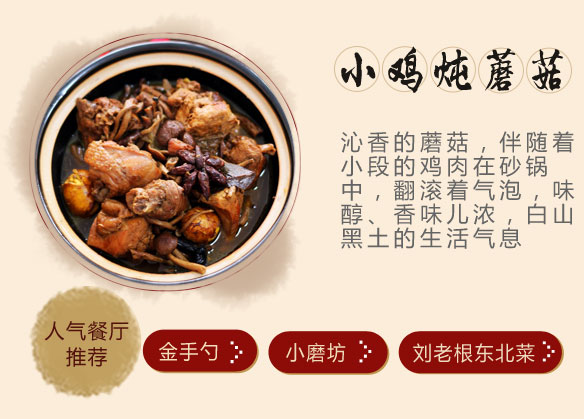 小鸡炖蘑菇
沁香的蘑菇，伴随着
小段的鸡肉在砂锅
中，翻滚着气泡，味
醇、香味儿浓，白山
黑土的生活气息
人气餐厅
推荐
金手勺
小磨坊
刘老根东北菜